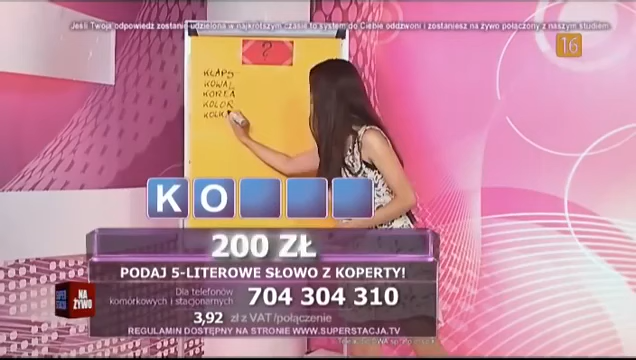 Jeśli Twoja odpowiedź zostanie udzielona w najkrótszym czasie to system do Ciebie oddzwoni i zostaniesz na żywo połączony z naszym studiem
16
?
KLAPS
KOWAL
KOREA
KOLOR
KOLK
K O
200 ZŁ
PODAJ 5-LITEROWE SŁOWO Z KOPERTY!
Dla telefonów
komórkowych i stacjonarnych
704 304 310
NA
ŻYWO
3,92 zł z VAT/połączenie
REGULAMIN DOSTĘPNY NA STRONIE WWW.SUPERSTACJA.TV